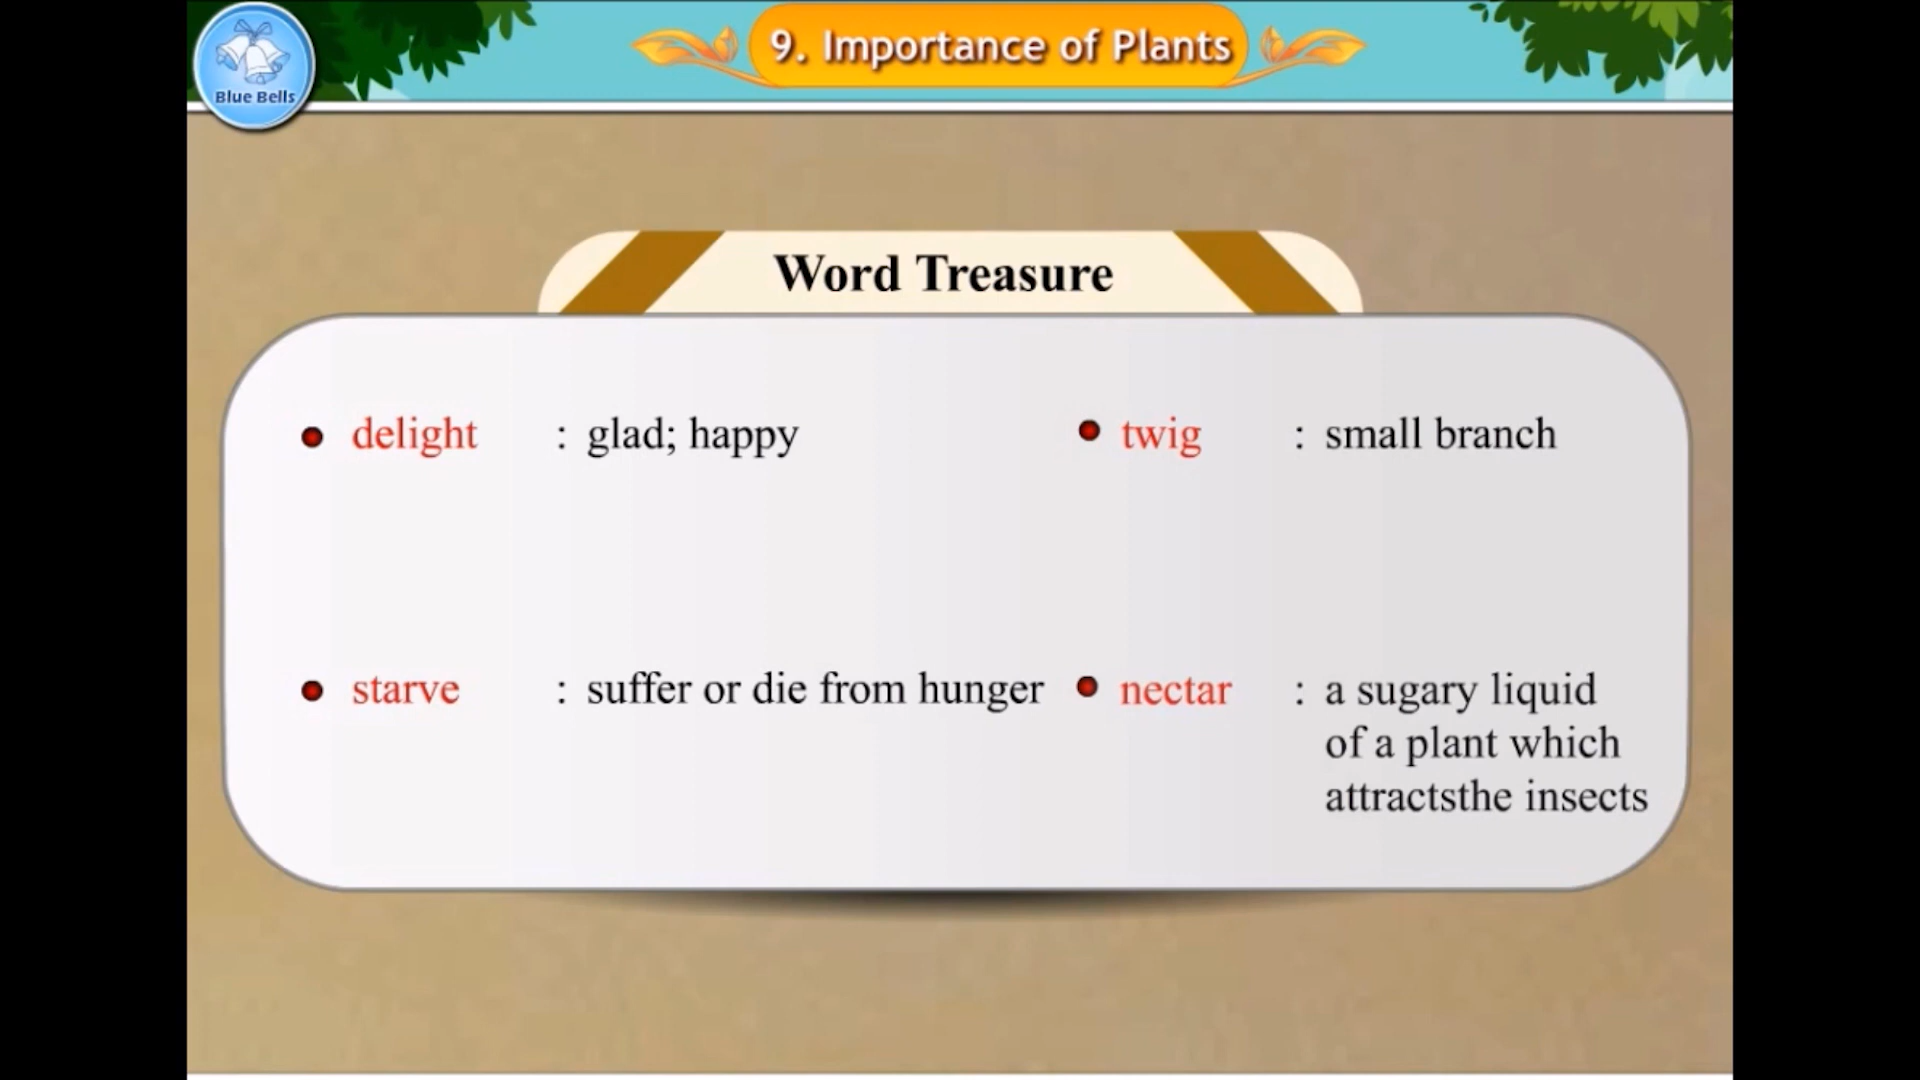 Blue Bells
9. Importance of Plants
Word Treasure
delight : glad; happy
twig : small branch
starve : suffer or die from hunger
nectar : a sugary liquid
of a plant which
attractsthe insects